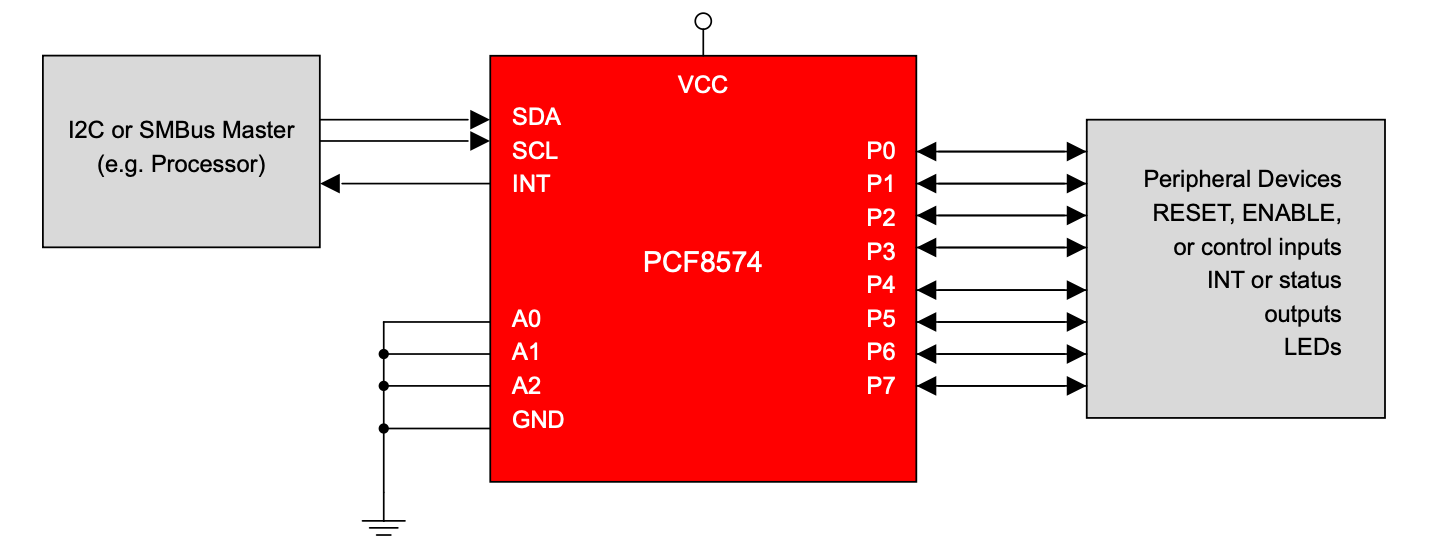 I2C or SMBus Master
(e.g. Processor)
VCC
SDA
SCL
INT
PCF8574
A0
A1
A2
GND
P0
P1
P2
P3
P4
P5
P6
P7
Peripheral Devices
RESET, ENABLE,
or control inputs
INT or status
outputs
LEDs